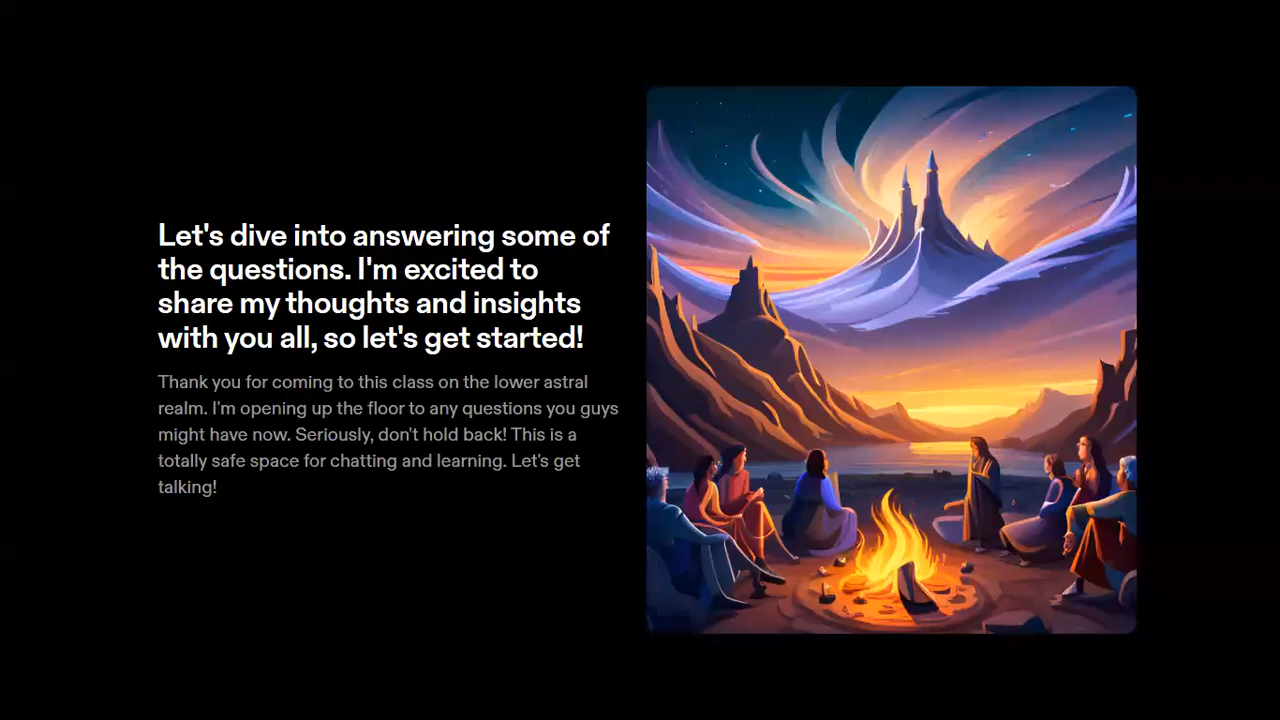 Let's dive into answering some of
the questions. I'm excited to
share my thoughts and insights
with you all, so let's get started!
Thank you for coming to this class on the lower astral
realm. I'm opening up the floor to any questions you guys
might have now. Seriously, don't hold back! This is a
totally safe space for chatting and learning. Let's get
talking!